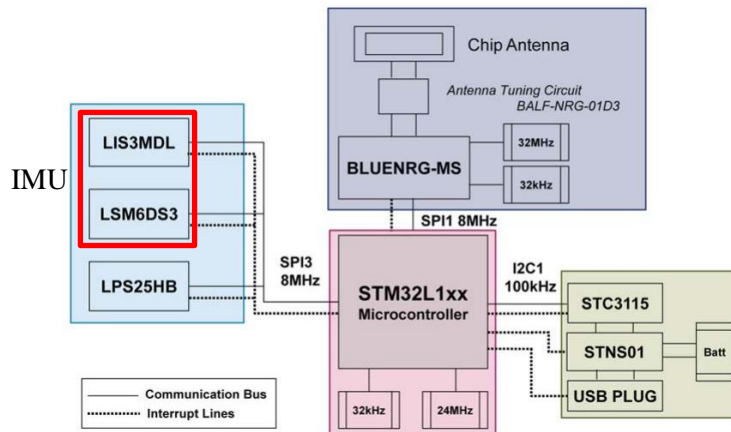 Chip Antenna
Antenna Tuning Circuit
BALF-NRG-01D3
BLUENRG-MS
32MHz
32kHz
SPI1 8MHz
IMU
LIS3MDL
LSM6DS3
LPS25HB
SPI3
8MHz
STM32L1xx
Microcontroller
32kHz
24MHz
I2C1
100kHz
STC3115
STNS01
Batt
USB PLUG
Communication Bus
Interrupt Lines